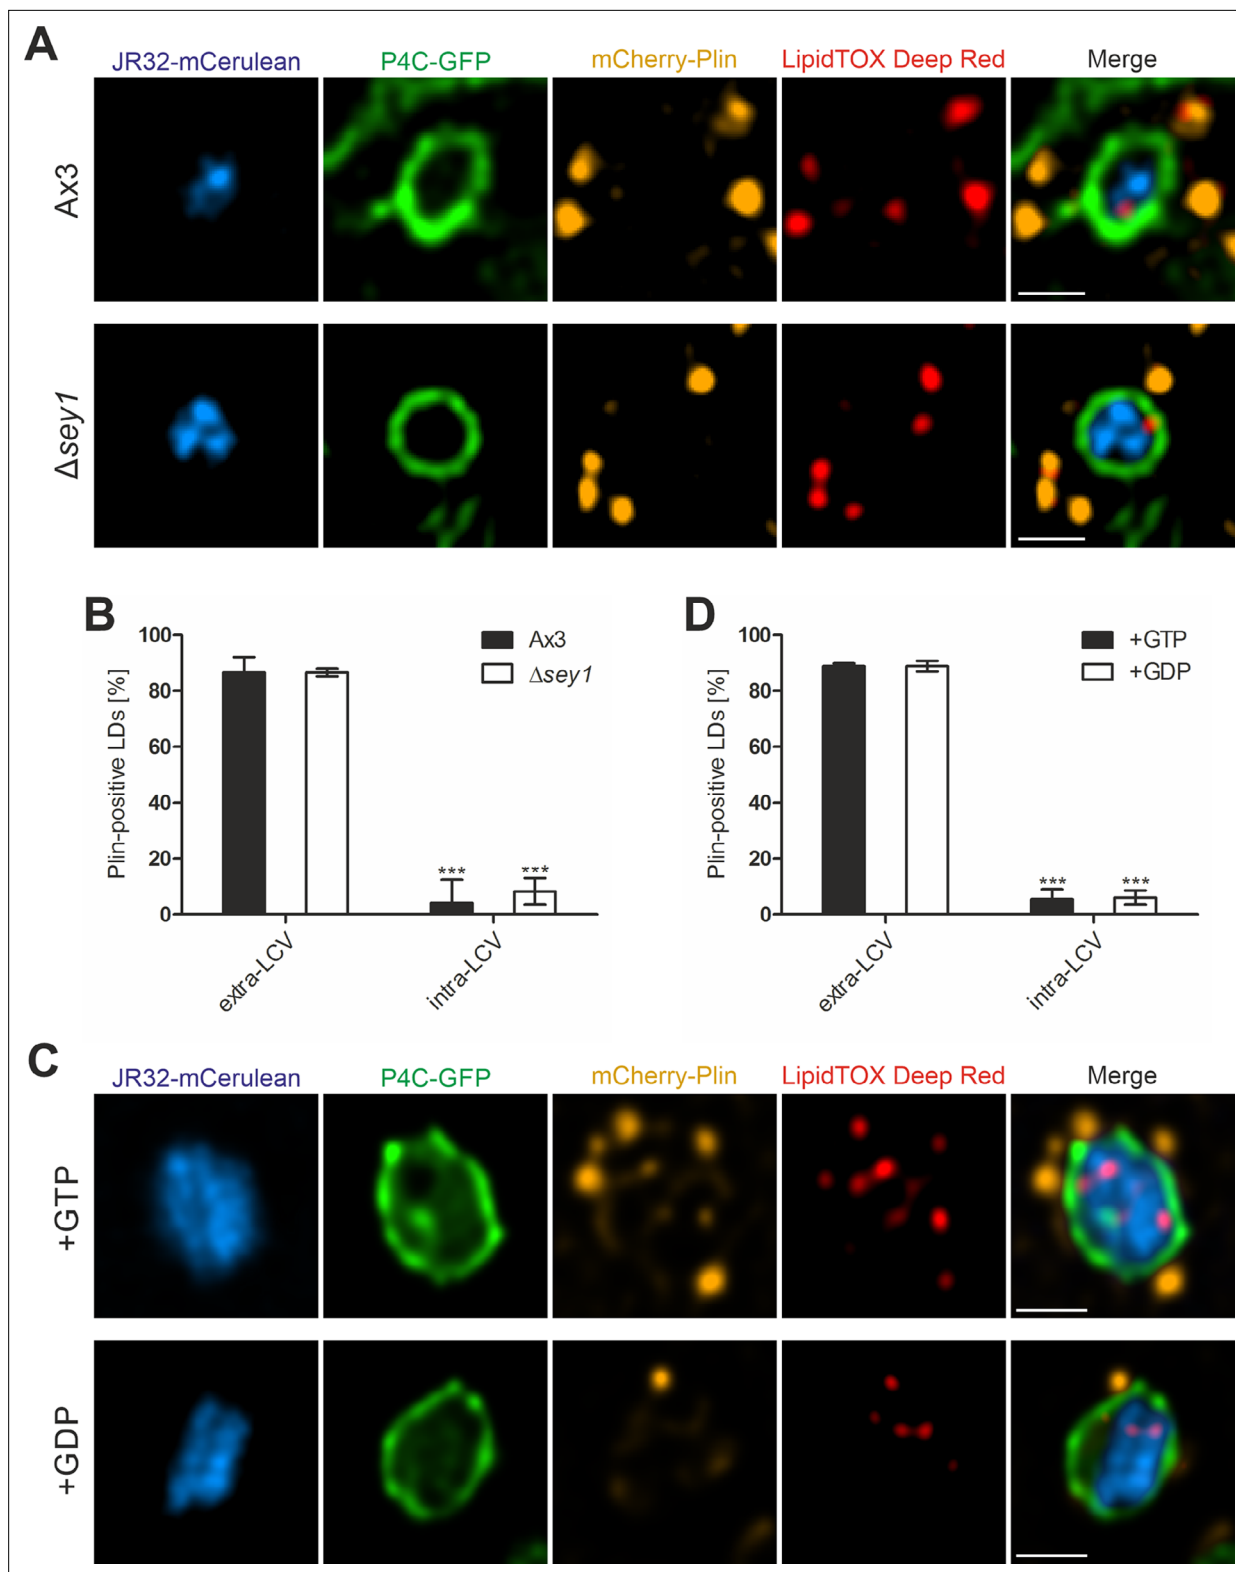 A
JR32-mCerulean P4C-GFP mCherry-Plin LipidTOX Deep Red Merge
Ax3
Δsey1
B
Plin-positive LDs [%]
100
80
60
40
20
0
Ax3
Δsey1
*** ***
extra-LCV intra-LCV
D
Plin-positive LDs [%]
100
80
60
40
20
0
+GTP
+GDP
*** ***
extra-LCV intra-LCV
C
JR32-mCerulean P4C-GFP mCherry-Plin LipidTOX Deep Red Merge
+GTP
+GDP